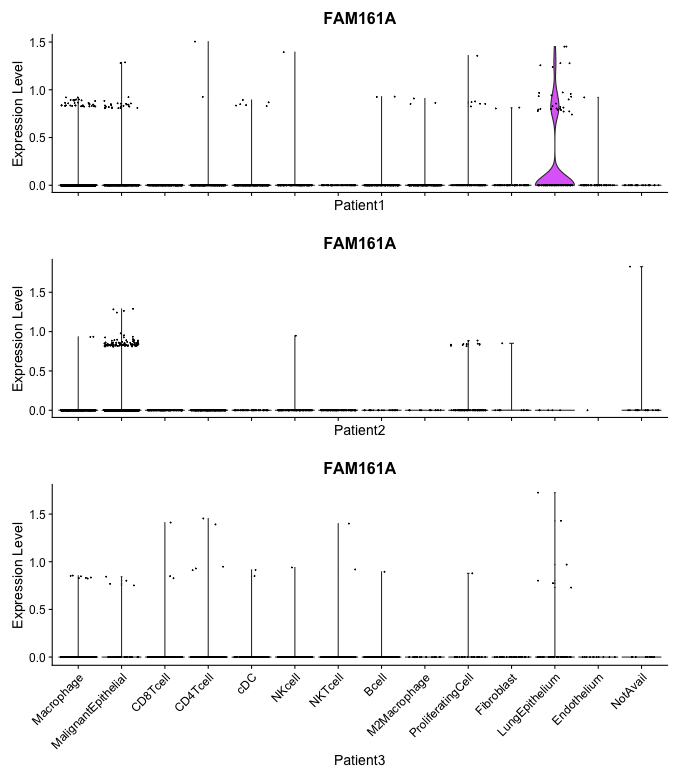 FAM161A
Expression Level
1.5
1.0
0.5
0.0
Patient1
FAM161A
Expression Level
1.5
1.0
0.5
0.0
Patient2
FAM161A
Expression Level
1.5
1.0
0.5
0.0
Macrophage
MalignantEpithelial
CD8Tcell
CD4Tcell
cDC
NKcell
NKTcell
Bcell
M2Macrophage
ProliferatingCell
Fibroblast
LungEpithelium
Endothelium
NotAvail
Patient3